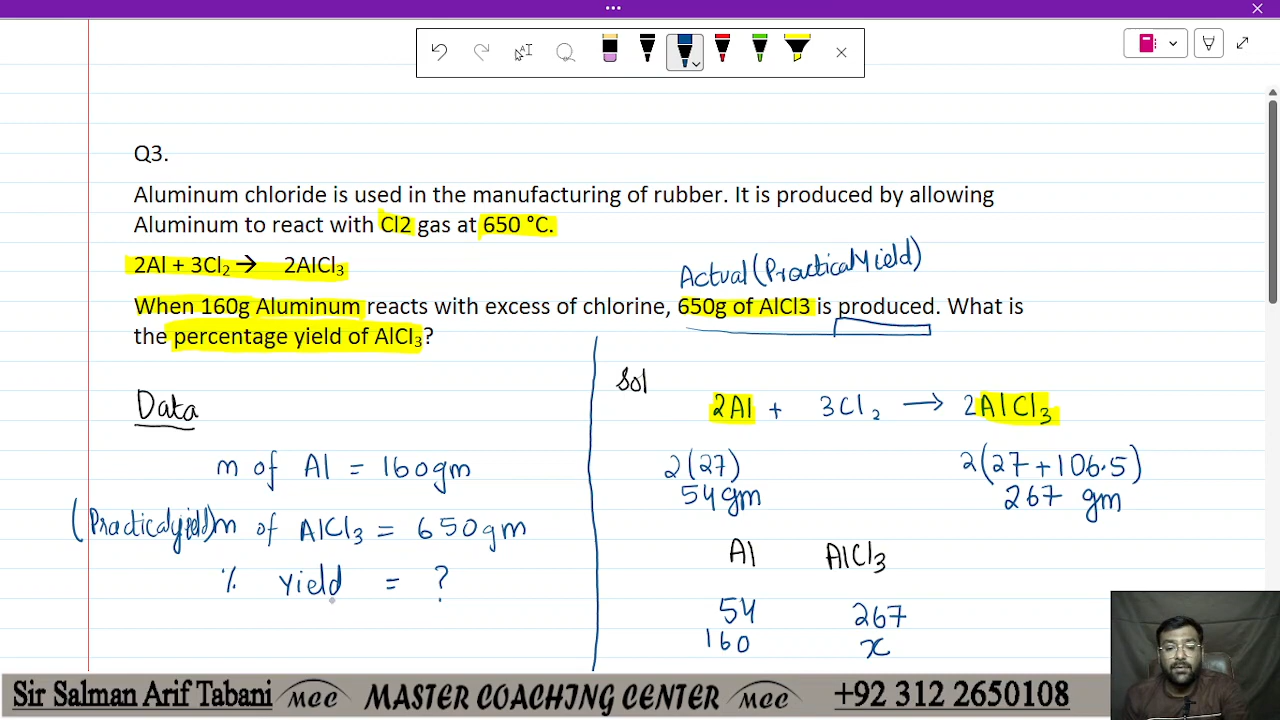 Q3.
Aluminum chloride is used in the manufacturing of rubber. It is produced by allowing
Aluminum to react with Cl2 gas at 650 °C.
2Al + 3Cl₂ → 2AlCl₃
Actual (Practical Yield)
When 160g Aluminum reacts with excess of chlorine, 650g of AlCl3 is produced. What is
the percentage yield of AlCl₃?
Data
m of Al = 160gm
(Practical yield) m of AlCl₃ = 650gm
% Yield = ?
Sol
2Al + 3Cl₂ → 2AlCl₃
2(27) 2(27 + 106.5)
54gm 267 gm
Al AlCl₃
54 267
160 x
Sir Salman Arif Tabani mcc MASTER COACHING CENTER mcc +92 312 2650108